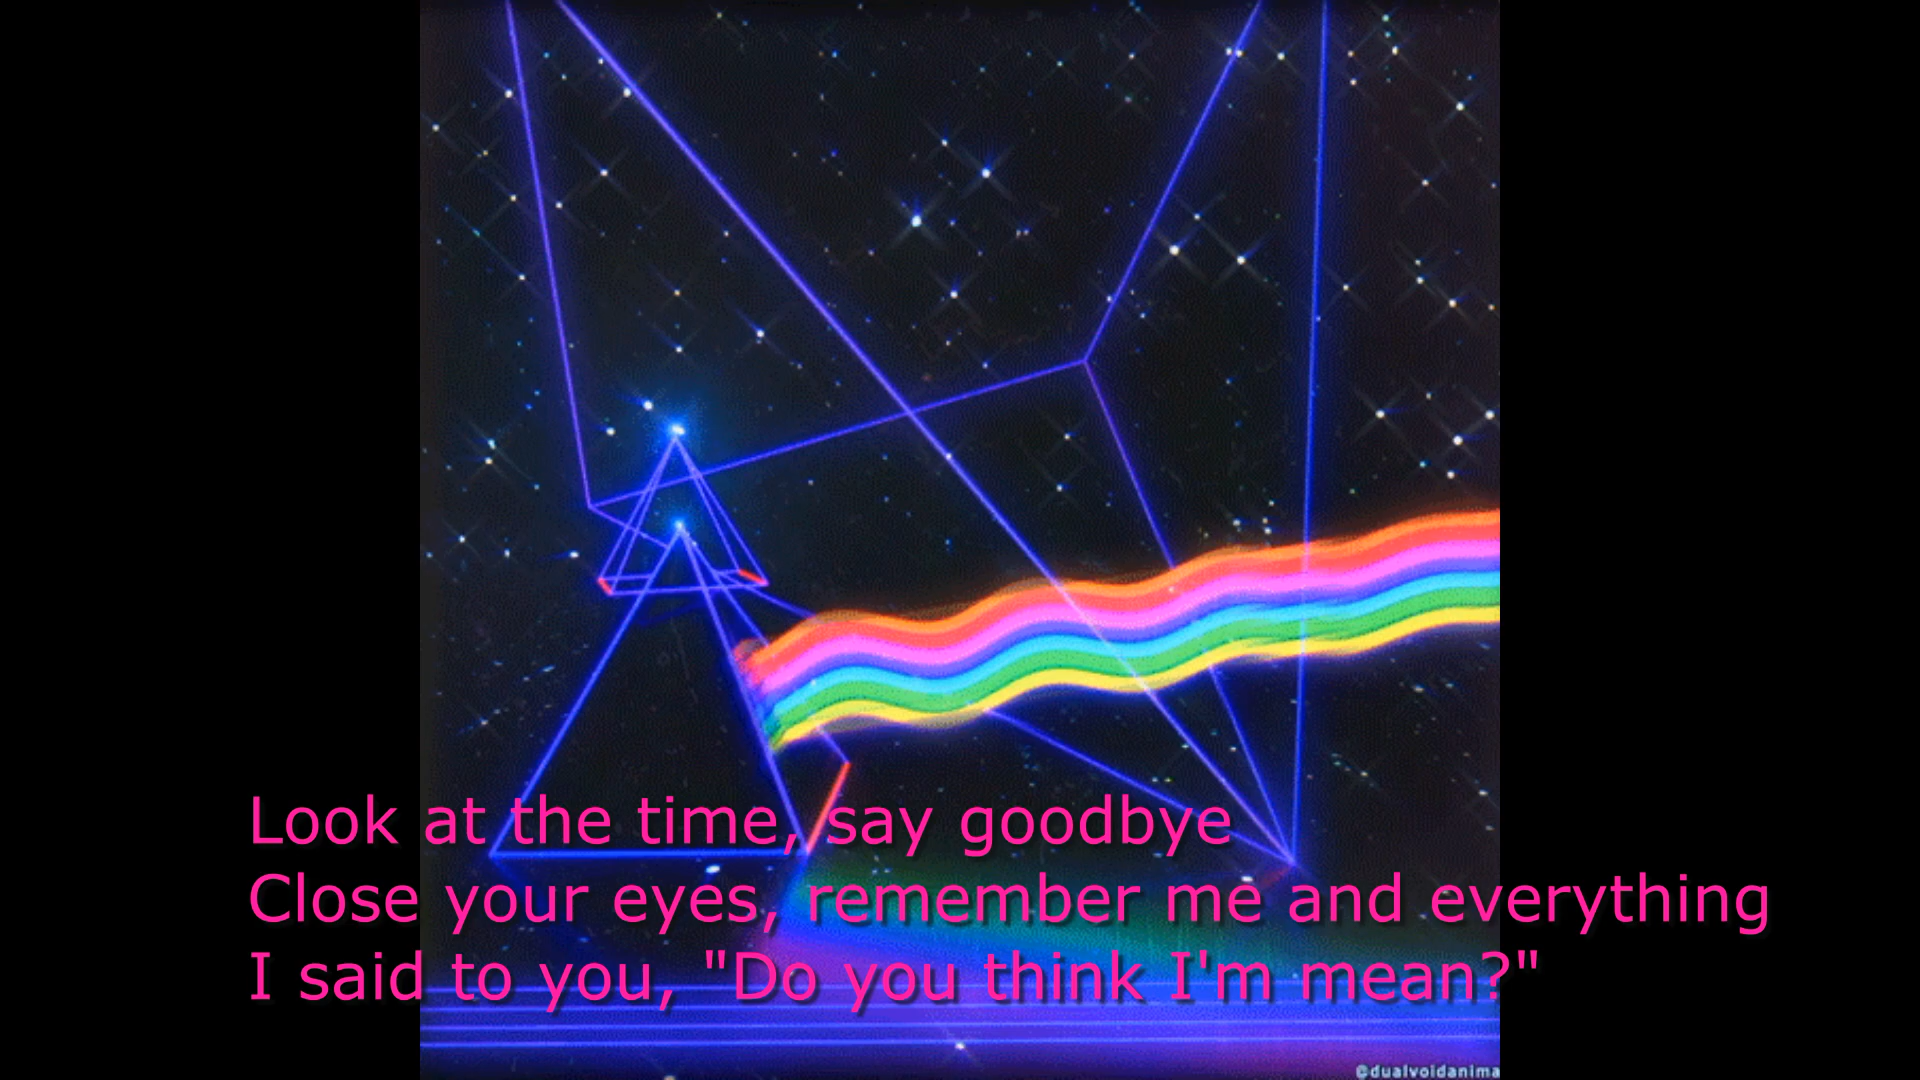 Look at the time, say goodbye
Close your eyes, remember me and everything
I said to you, "Do you think I'm mean?"
@dualvoidanima